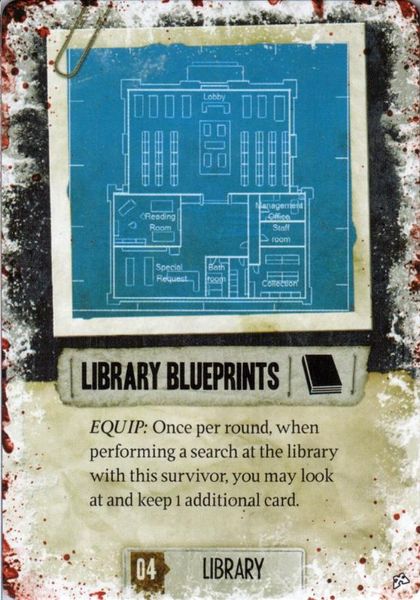 Lobby
Reading
Room
Management
Office
Staff
room
Special
Request
Bath
room
Collection
LIBRARY BLUEPRINTS
EQUIP: Once per round, when
performing a search at the library
with this survivor, you may look
at and keep 1 additional card.
04 LIBRARY